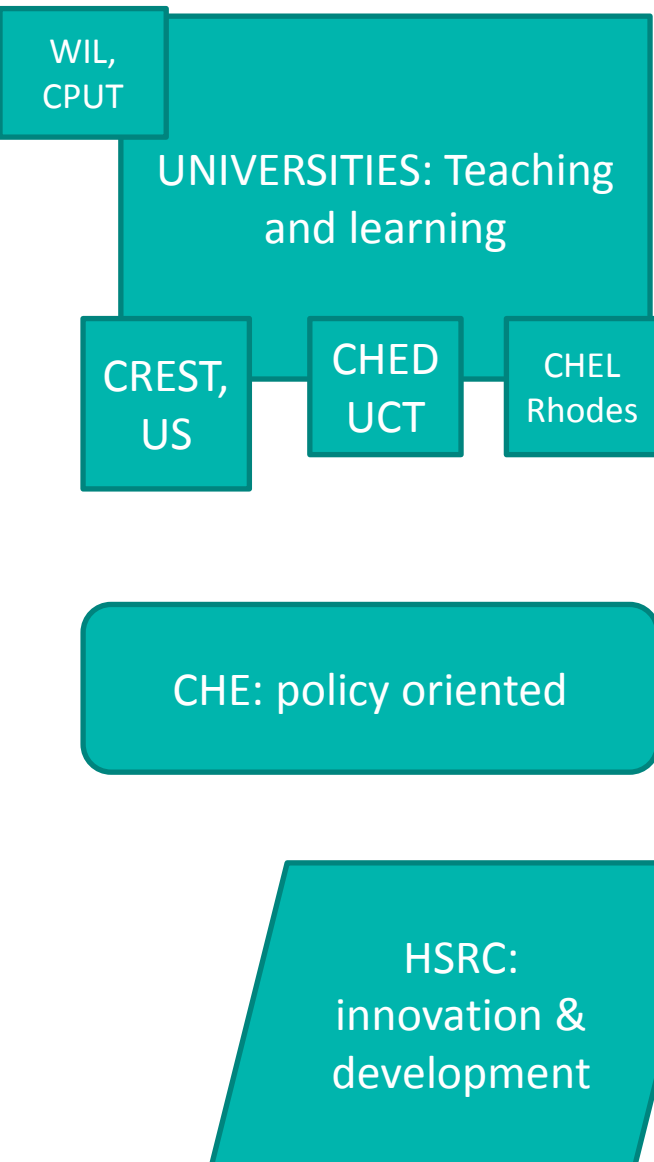 WIL,
CPUT
UNIVERSITIES: Teaching
and learning
CREST,
US
CHED
UCT
CHEL
Rhodes
CHE: policy oriented
HSRC:
innovation &
development